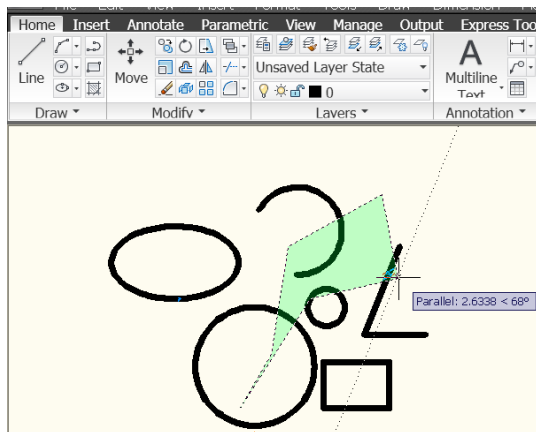 Home Insert Annotate Parametric View Manage Output Express Too
Line
Move
Unsaved Layer State
0
Multiline
Text
Draw
Modify
Layers
Annotation
Parallel: 2.6338 < 68°